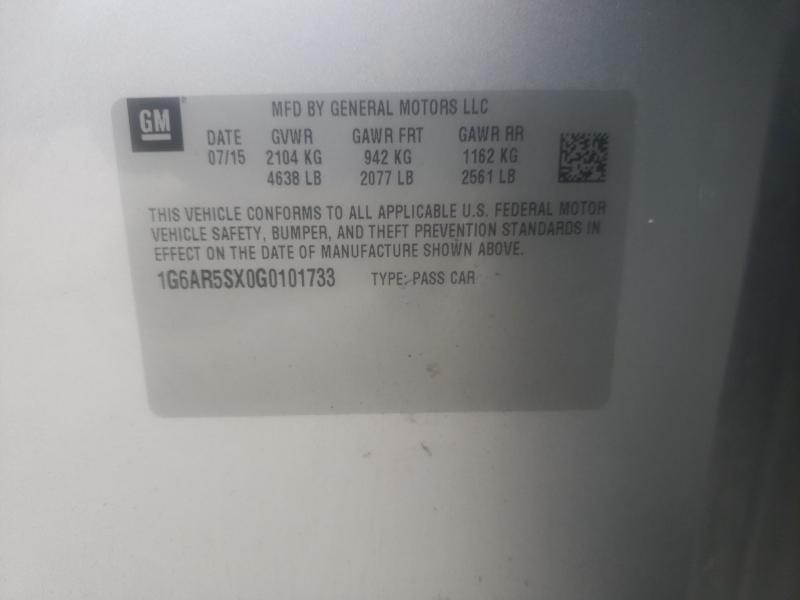 GM
MFD BY GENERAL MOTORS LLC
DATE GVWR GAWR FRT GAWR RR
07/15 2104 KG 942 KG 1162 KG
4638 LB 2077 LB 2561 LB
THIS VEHICLE CONFORMS TO ALL APPLICABLE U.S. FEDERAL MOTOR
VEHICLE SAFETY, BUMPER, AND THEFT PREVENTION STANDARDS IN
EFFECT ON THE DATE OF MANUFACTURE SHOWN ABOVE.
1G6AR5SX0G0101733 TYPE: PASS CAR